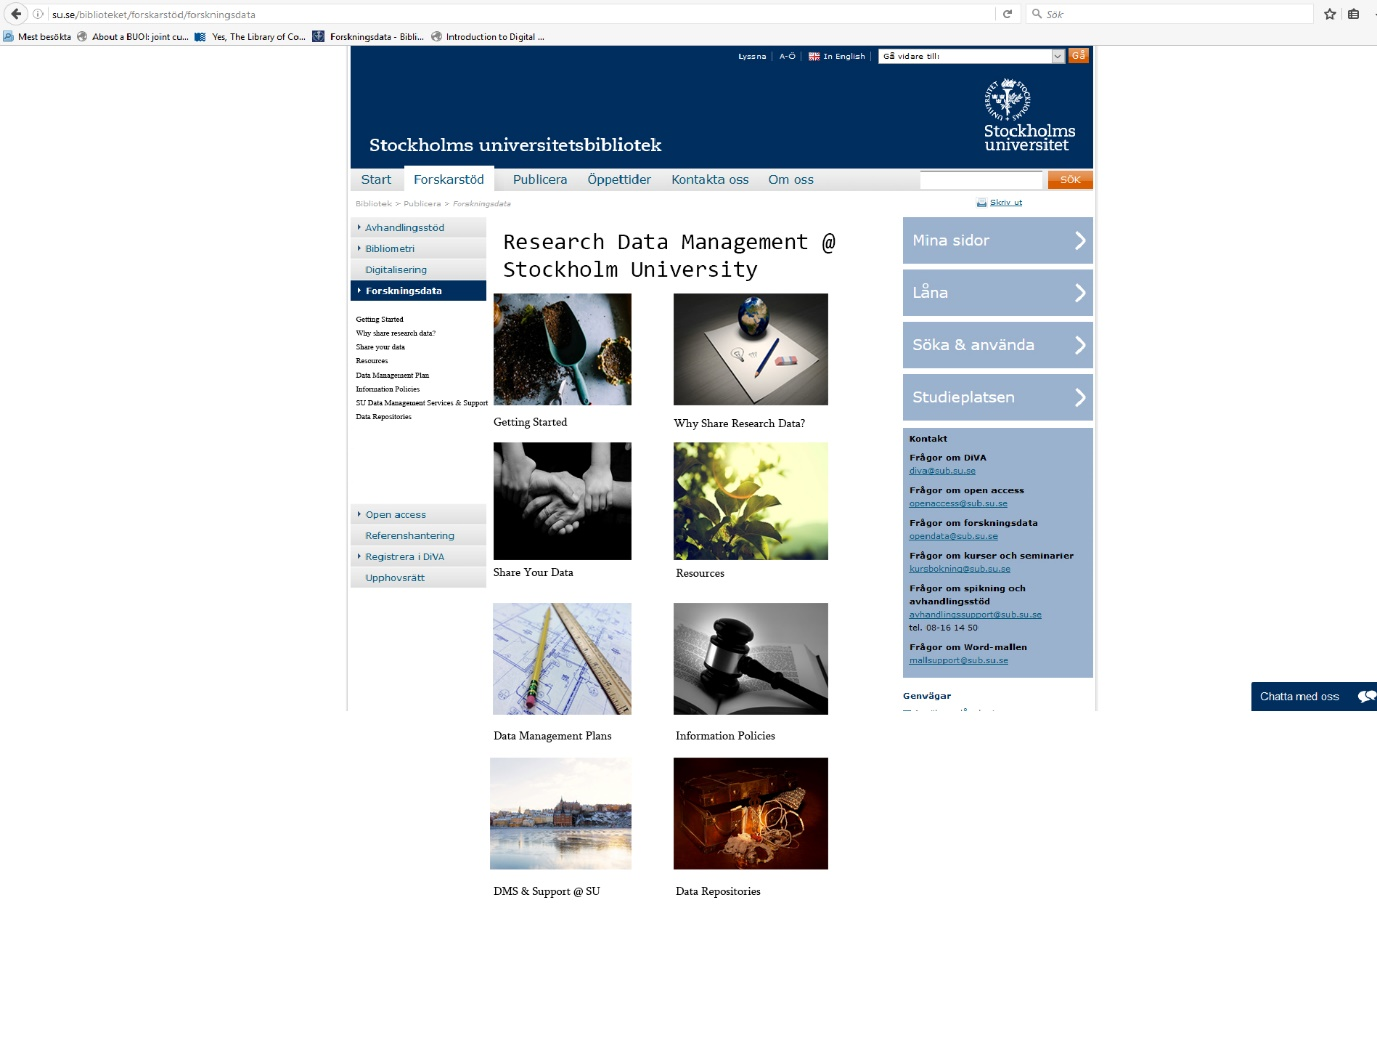 su.se/biblioteket/forskarstöd/forskningsdata
Sök
Mest besökta
About a BUOI: joint cu...
Yes, The Library of Co...
Forskningsdata - Bibli...
Introduction to Digital ...
Lyssna
A-Ö
In English
Gå vidare till:
Gå
Stockholms universitetsbibliotek
Stockholms
universitet
Start
Forskarstöd
Publicera
Öppettider
Kontakta oss
Om oss
SÖK
Bibliotek > Publicera > Forskningsdata
Skriv ut
Avhandlingsstöd
Bibliometri
Digitalisering
Forskningsdata
Getting Started
Why share research data?
Share your data
Resources
Data Management Plan
Information Policies
SU Data Management Services & Support
Data Repositories
Open access
Referenshantering
Registrera i DiVA
Upphovsrätt
Research Data Management @
Stockholm University
Getting Started
Why Share Research Data?
Share Your Data
Resources
Data Management Plans
Information Policies
DMS & Support @ SU
Data Repositories
Mina sidor
Låna
Söka & använda
Studieplatsen
Kontakt
Frågor om DiVA
diva@sub.su.se
Frågor om open access
openaccess@sub.su.se
Frågor om forskningsdata
opendata@sub.su.se
Frågor om kurser och seminarier
kursbokning@sub.su.se
Frågor om spikning och
avhandlingsstöd
avhandlingssupport@sub.su.se
tel. 08-16 14 50
Frågor om Word-mallen
mallsupport@sub.su.se
Genvägar
Chatta med oss